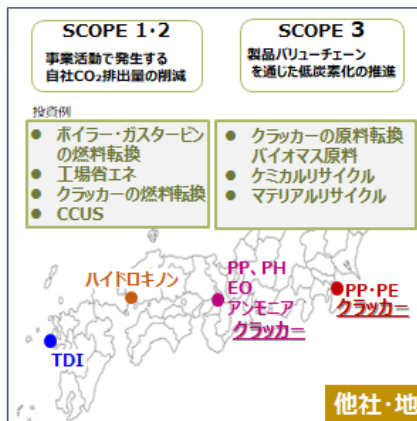 SCOPE 1・2
事業活動で発生する
自社CO₂排出量の削減
SCOPE 3
製品バリューチェーン
を通じた低炭素化の推進
投資例
● ボイラー・ガスタービン
の燃料転換
● 工場省エネ
● クラッカーの燃料転換
● CCUS
● クラッカーの原料転換
バイオマス原料
● ケミカルリサイクル
● マテリアルリサイクル
ハイドロキノン
PP、PH
EO
アンモニア
クラッカー
PP・PE
クラッカー
TDI
他社・地